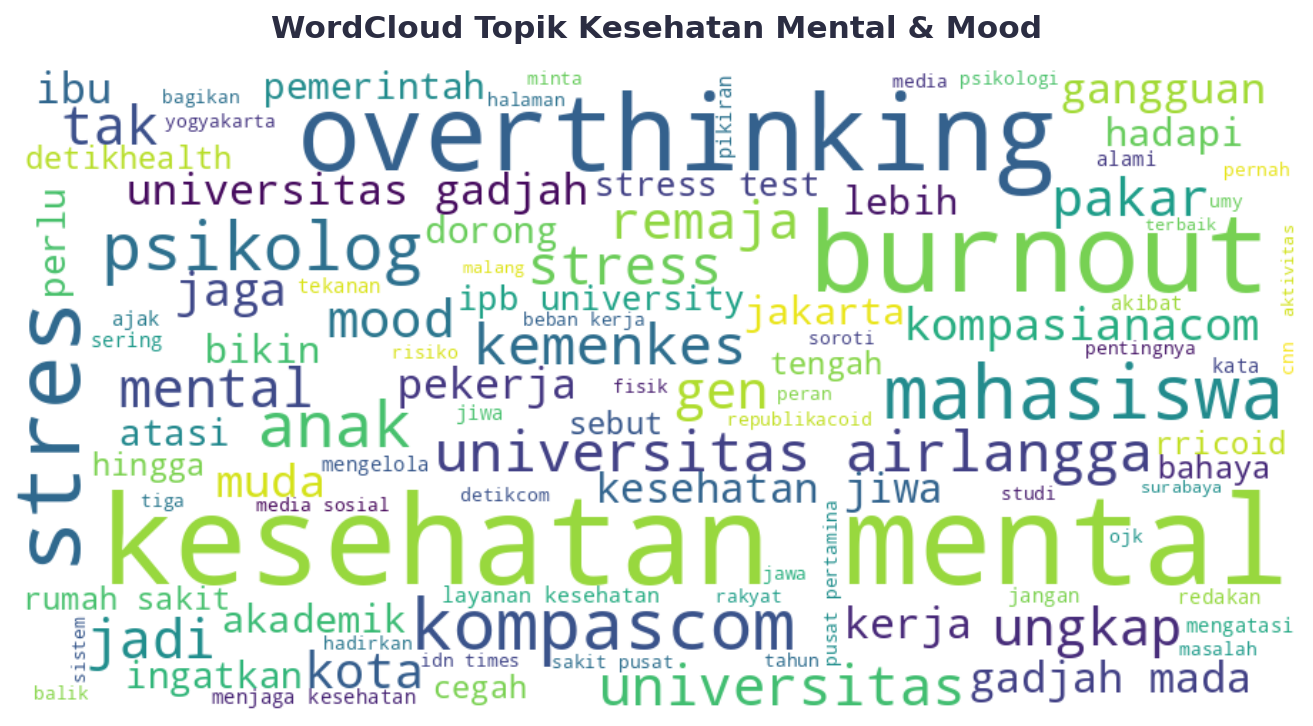 WordCloud Topik Kesehatan Mental & Mood
ibu
bagikan
pemerintah
minta
halaman
pikiran
media
psikologi
gangguan
tak
yogyakarta
overthinking
hadapi
detikhealth
alami
pernah
universitas gadjah
stress test
lebih
pakar
umy
perlu
psikolog
dorong
remaja
burnout
terbaik
aktivitas
malang
stress
jaga
tekanan
ipb university
jakarta
akibat
stres
ajak
sering
mood
beban kerja
kemenkes
soroti
kompasianacom
pentingnya
bikin
risiko
tengah
kata
cnn
mental
pekerja
fisik
gen
peran
mahasiswa
atasi
anak
jiwa
sebut
republikacoid
hingga
mengelola
universitas airlangga
rricoid
bahaya
muda
tiga
media sosial
detikcom
kesehatan jiwa
studi
surabaya
kesehatan mental
pusat pertamina
ojk
jawa
rumah sakit
layanan kesehatan
rakyat
jangan
redakan
sistem
jadi
akademik
kompascom
kerja
ungkap
mengatasi
hadirkan
masalah
ingatkan
kota
idn times
sakit pusat
tahun
balik
menjaga kesehatan
cegah
universitas
gadjah mada